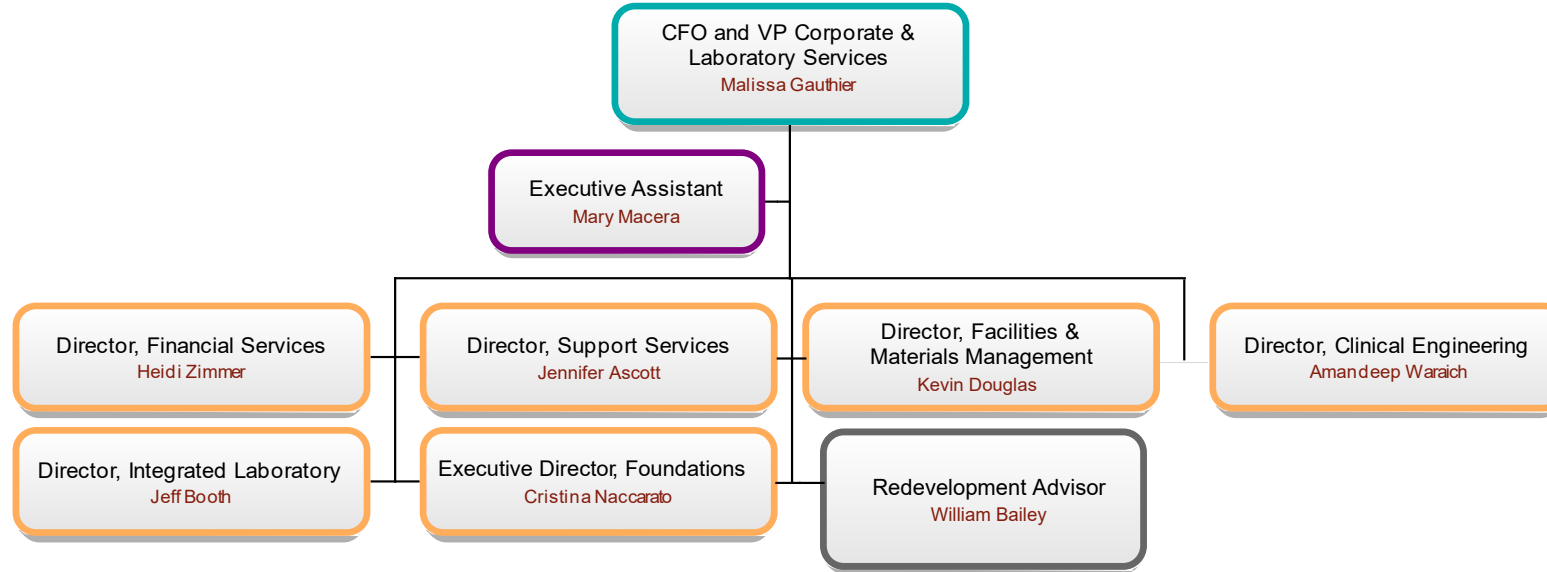 CFO and VP Corporate &
Laboratory Services
Malissa Gauthier
Executive Assistant
Mary Macera
Director, Financial Services
Heidi Zimmer
Director, Support Services
Jennifer Ascott
Director, Facilities &
Materials Management
Kevin Douglas
Director, Clinical Engineering
Amandeep Waraich
Director, Integrated Laboratory
Jeff Booth
Executive Director, Foundations
Cristina Naccarato
Redevelopment Advisor
William Bailey